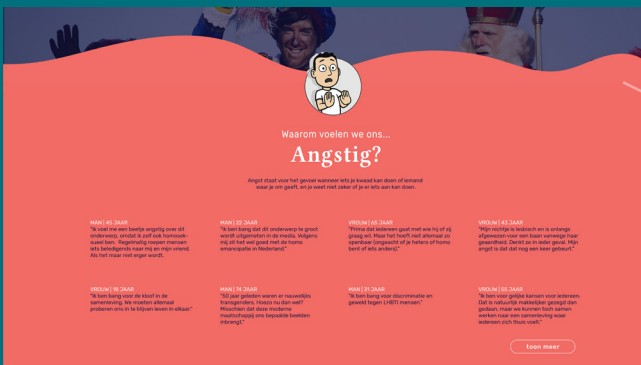 Waarom voelen we ons...
Angstig?
Angst staat voor het gevoel wanneer iets je kwaad kan doen of iemand
waar je om geeft, en je weet niet zeker of je er iets aan kan doen.
MAN | 45 JAAR
"Ik voel me een beetje angstig over dit
onderwerp, omdat ik zelf ook homosek-
sueel ben. Regelmatig roepen mensen
iets beledigends naar mij en mijn vriend.
Als het maar niet erger wordt.
MAN | 22 JAAR
"Ik ben bang dat dit onderwerp te groot
wordt uitgemeten in de media. Volgens
mij zit het wel goed met de homo
emancipatie in Nederland."
VROUW | 65 JAAR
"Prima dat iedereen gaat met wie hij of zij
graag wil. Maar het hoeft niet allemaal zo
openbaar (ongeacht of je hetero of homo
bent of iets anders)."
VROUW | 43 JAAR
"Mijn nichtje is lesbisch en is onlangs
afgewezen voor een baan vanwege haar
geaardheid. Denkt ze in ieder geval. Mijn
angst is dat dat nog een keer gebeurt."
VROUW | 18 JAAR
"Ik ben bang voor de kloof in de
samenleving. We moeten allemaal
proberen ons in te blijven leven in elkaar."
MAN | 74 JAAR
"50 jaar geleden waren er nauwelijks
transgenders. Hoezo nu dan wel?
Misschien dat deze moderne
maatschappij ons bepaalde beelden
inbrengt."
MAN | 31 JAAR
"Ik ben bang voor discriminatie en
geweld tegen LHBTI mensen."
VROUW | 55 JAAR
"Ik ben voor gelijke kansen voor iedereen.
Dat is natuurlijk makkelijker gezegd dan
gedaan, maar we kunnen toch samen
werken naar een samenleving waar
iedereen zich thuis voelt."
toon meer